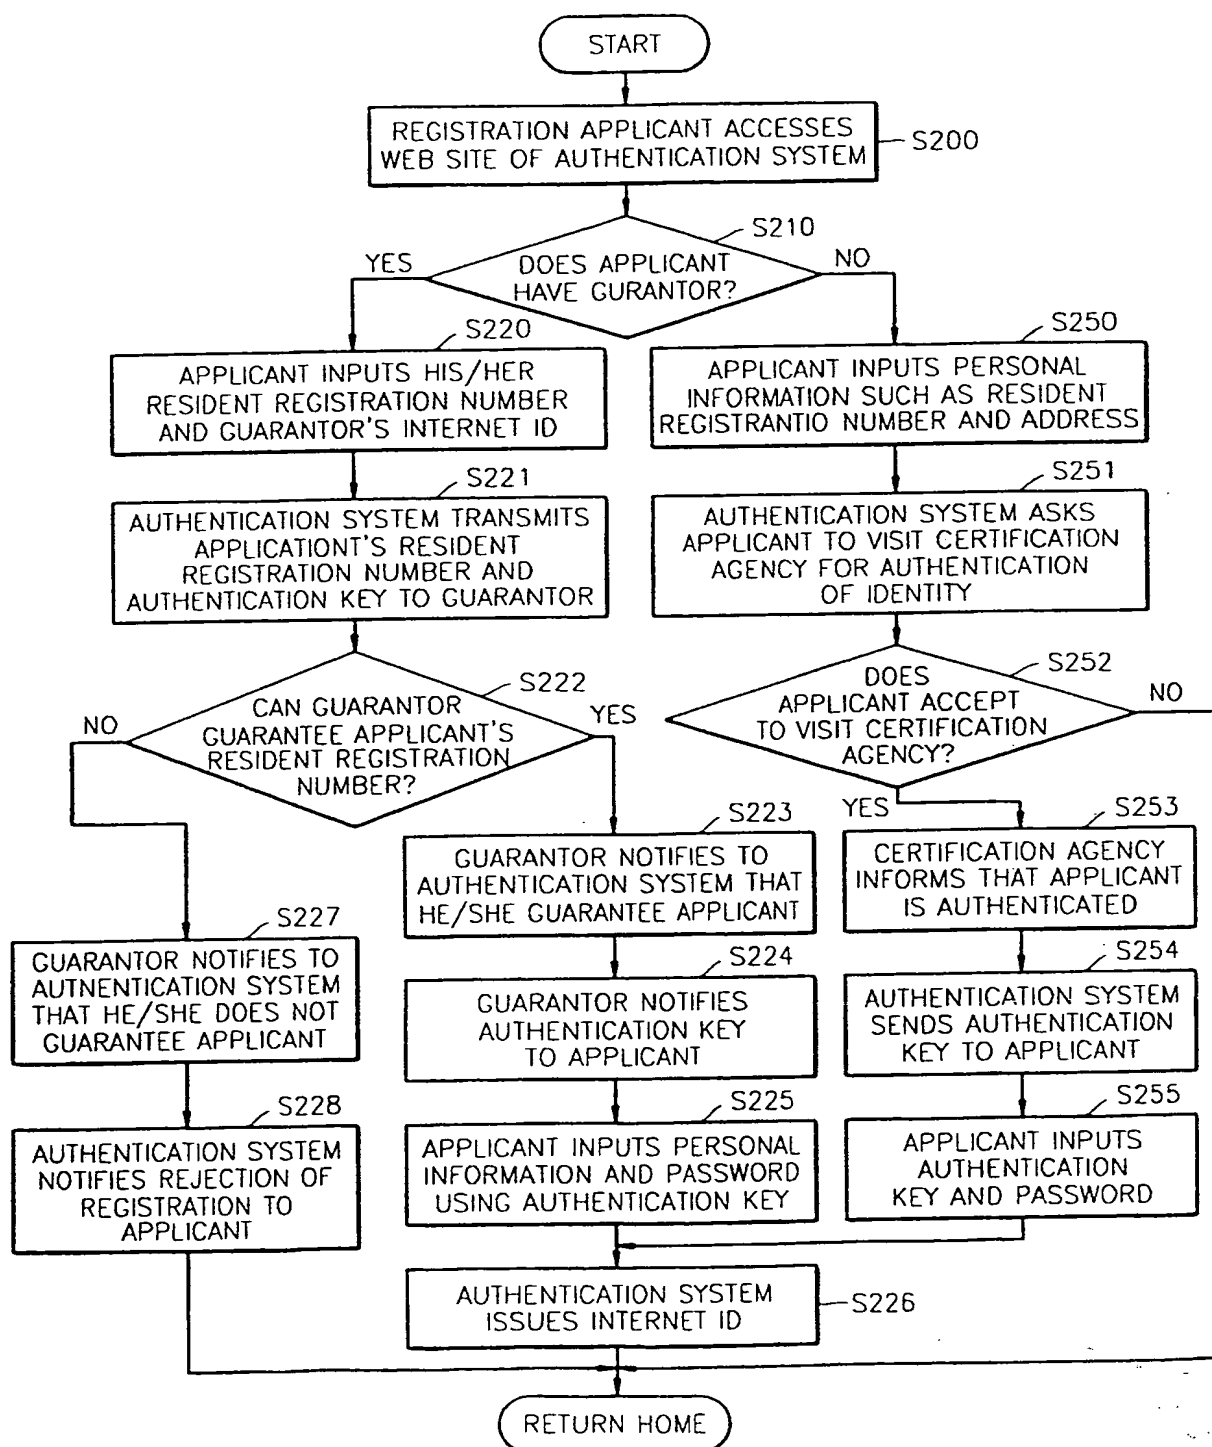 START
REGISTRATION APPLICANT ACCESSES
WEB SITE OF AUTHENTICATION SYSTEM
S200
S210
DOES APPLICANT
HAVE GURANTOR?
YES
NO
S220
APPLICANT INPUTS HIS/HER
RESIDENT REGISTRATION NUMBER
AND GUARANTOR'S INTERNET ID
S250
APPLICANT INPUTS PERSONAL
INFORMATION SUCH AS RESIDENT
REGISTRANTIO NUMBER AND ADDRESS
S221
AUTHENTICATION SYSTEM TRANSMITS
APPLICATIONT'S RESIDENT
REGISTRATION NUMBER AND
AUTHENTICATION KEY TO GUARANTOR
S251
AUTHENTICATION SYSTEM ASKS
APPLICANT TO VISIT CERTIFICATION
AGENCY FOR AUTHENTICATION
OF IDENTITY
S222
CAN GUARANTOR
GUARANTEE APPLICANT'S
RESIDENT REGISTRATION
NUMBER?
NO
YES
S252
DOES
APPLICANT ACCEPT
TO VISIT CERTIFICATION
AGENCY?
NO
YES
S223
GUARANTOR NOTIFIES TO
AUTHENTICATION SYSTEM THAT
HE/SHE GUARANTEE APPLICANT
S253
CERTIFICATION AGENCY
INFORMS THAT APPLICANT
IS AUTHENTICATED
S227
GUARANTOR NOTIFIES TO
AUTNENTICATION SYSTEM
THAT HE/SHE DOES NOT
GUARANTEE APPLICANT
S224
GUARANTOR NOTIFIES
AUTHENTICATION KEY
TO APPLICANT
S254
AUTHENTICATION SYSTEM
SENDS AUTHENTICATION
KEY TO APPLICANT
S228
AUTHENTICATION SYSTEM
NOTIFIES REJECTION OF
REGISTRATION TO
APPLICANT
S225
APPLICANT INPUTS PERSONAL
INFORMATION AND PASSWORD
USING AUTHENTICATION KEY
S255
APPLICANT INPUTS
AUTHENTICATION
KEY AND PASSWORD
AUTHENTICATION SYSTEM
ISSUES INTERNET ID
S226
RETURN HOME